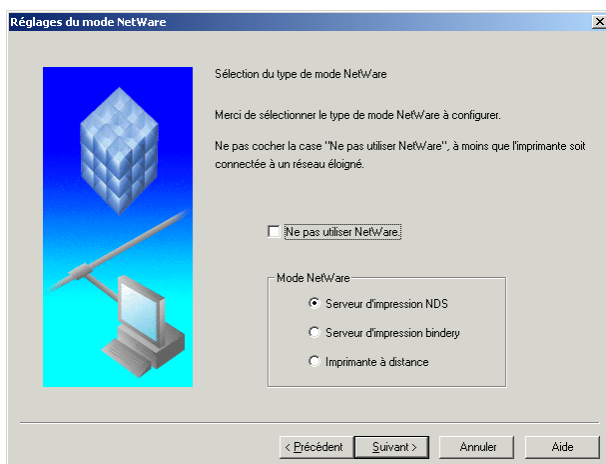 Réglages du mode NetWare
Sélection du type de mode NetWare
Merci de sélectionner le type de mode NetWare à configurer.
Ne pas cocher la case "Ne pas utiliser NetWare", à moins que l'imprimante soit
connectée à un réseau éloigné.
Ne pas utiliser NetWare.
Mode NetWare
Serveur d'impression NDS
Serveur d'impression bindery
Imprimante à distance
< Précédent
Suivant >
Annuler
Aide